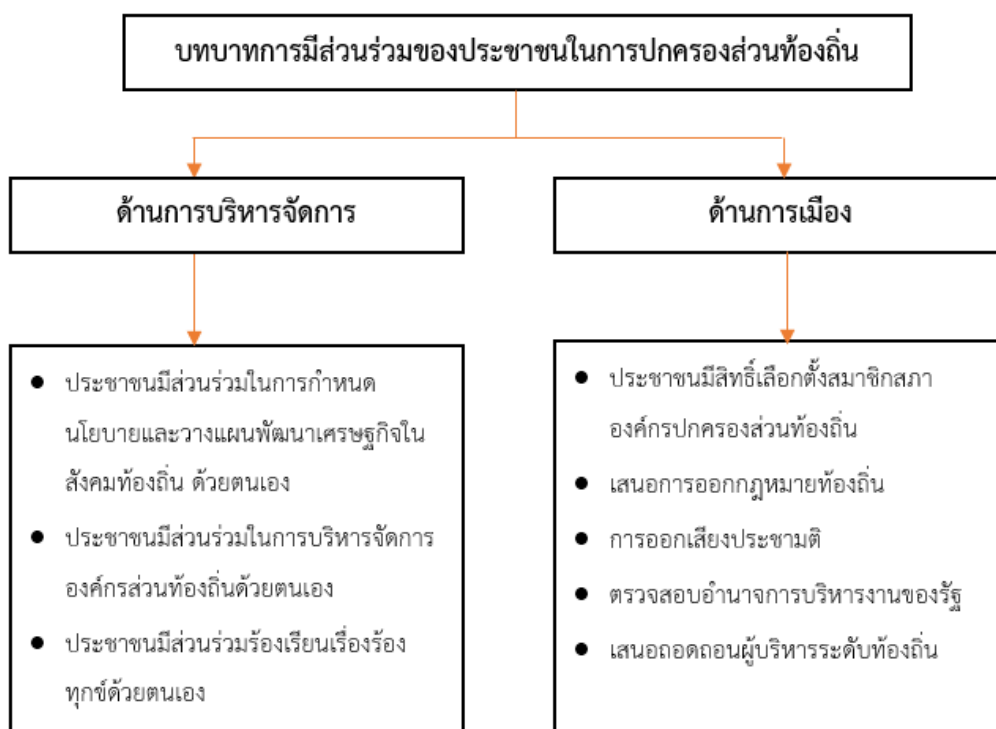 บทบาทการมีส่วนร่วมของประชาชนในการปกครองส่วนท้องถิ่น
ด้านการบริหารจัดการ
● ประชาชนมีส่วนร่วมในการกำหนด
นโยบายและวางแผนพัฒนาเศรษฐกิจใน
สังคมท้องถิ่น ด้วยตนเอง
● ประชาชนมีส่วนร่วมในการบริหารจัดการ
องค์กรส่วนท้องถิ่นด้วยตนเอง
● ประชาชนมีส่วนร่วมร้องเรียนเรื่องร้อง
ทุกข์ด้วยตนเอง
ด้านการเมือง
● ประชาชนมีสิทธิ์เลือกตั้งสมาชิกสภา
องค์กรปกครองส่วนท้องถิ่น
● เสนอการออกกฎหมายท้องถิ่น
● การออกเสียงประชามติ
● ตรวจสอบอำนาจการบริหารงานของรัฐ
● เสนอถอดถอนผู้บริหารระดับท้องถิ่น